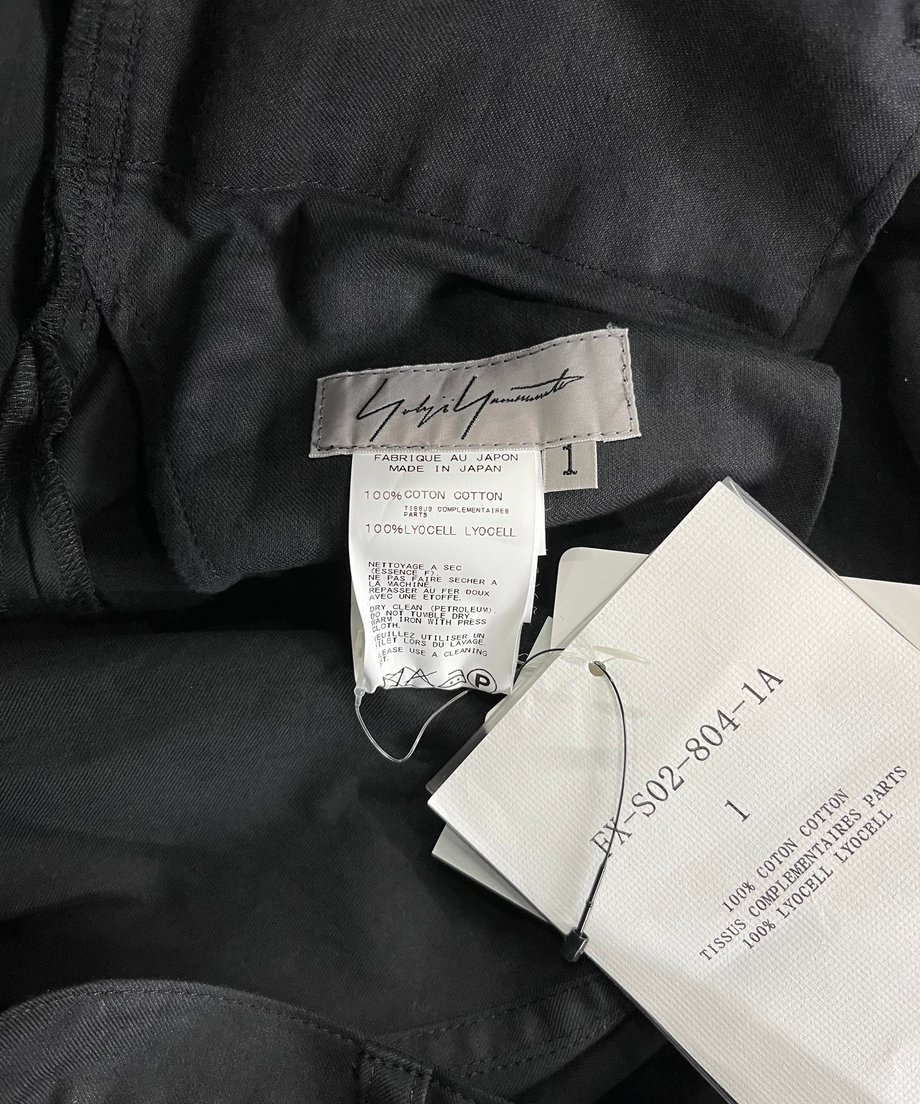 Yohji Yamamoto
FABRIQUE AU JAPON
MADE IN JAPAN
1
100% COTON COTTON
TISSUS COMPLEMENTAIRES
PARTS
100% LYOCELL LYOCELL
NETTOYAGE A SEC
(ESSENCE F).
NE PAS FAIRE SECHER A
LA MACHINE.
REPASSER AU FER DOUX
AVEC UNE ETOFFE.
DRY CLEAN (PETROLEUM).
DO NOT TUMBLE DRY.
WARM IRON WITH PRESS
CLOTH.
UTILISER UN
LORS DU LAVAGE.
USE A CLEANING
P
FX-S02-804-1A
1
100% COTON COTTON
TISSUS COMPLEMENTAIRES PARTS
100% LYOCELL LYOCELL